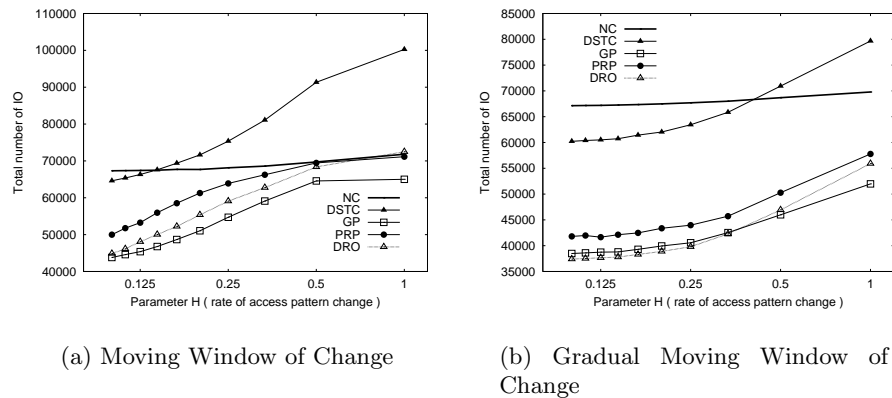 110000
100000
90000
80000
70000
60000
50000
40000
Total number of IO
NC
DSTC
GP
PRP
DRO
0.125
0.25
0.5
1
Parameter H ( rate of access pattern change )
(a) Moving Window of Change
85000
80000
75000
70000
65000
60000
55000
50000
45000
40000
35000
Total number of IO
NC
DSTC
GP
PRP
DRO
0.125
0.25
0.5
1
Parameter H ( rate of access pattern change )
(b) Gradual Moving Window of
Change